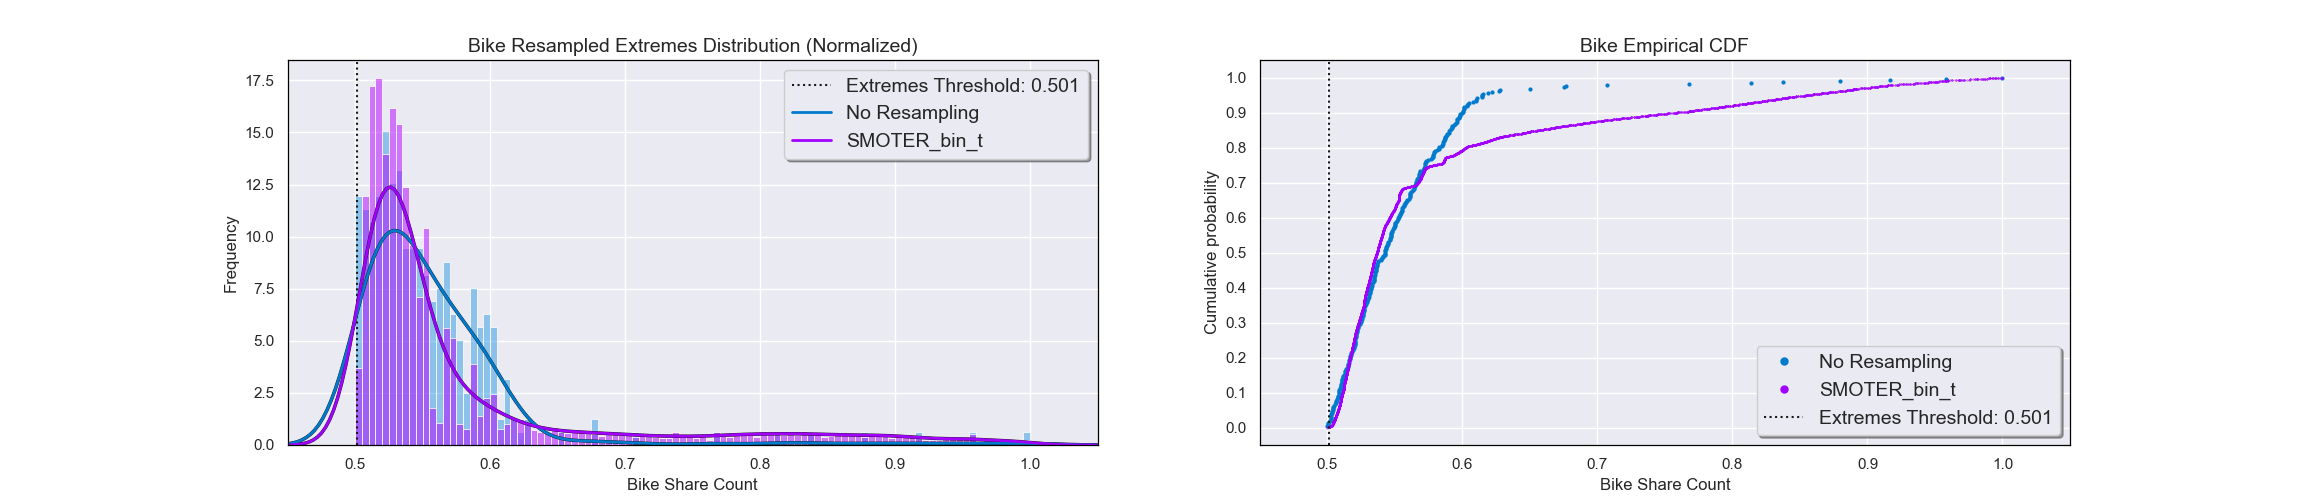 Bike Resampled Extremes Distribution (Normalized)
Frequency
17.5
15.0
12.5
10.0
7.5
5.0
2.5
0.0
Extremes Threshold: 0.501
No Resampling
SMOTER_bin_t
0.5 0.6 0.7 0.8 0.9 1.0
Bike Share Count
Bike Empirical CDF
Cumulative probability
1.0
0.9
0.8
0.7
0.6
0.5
0.4
0.3
0.2
0.1
0.0
No Resampling
SMOTER_bin_t
Extremes Threshold: 0.501
0.5 0.6 0.7 0.8 0.9 1.0
Bike Share Count